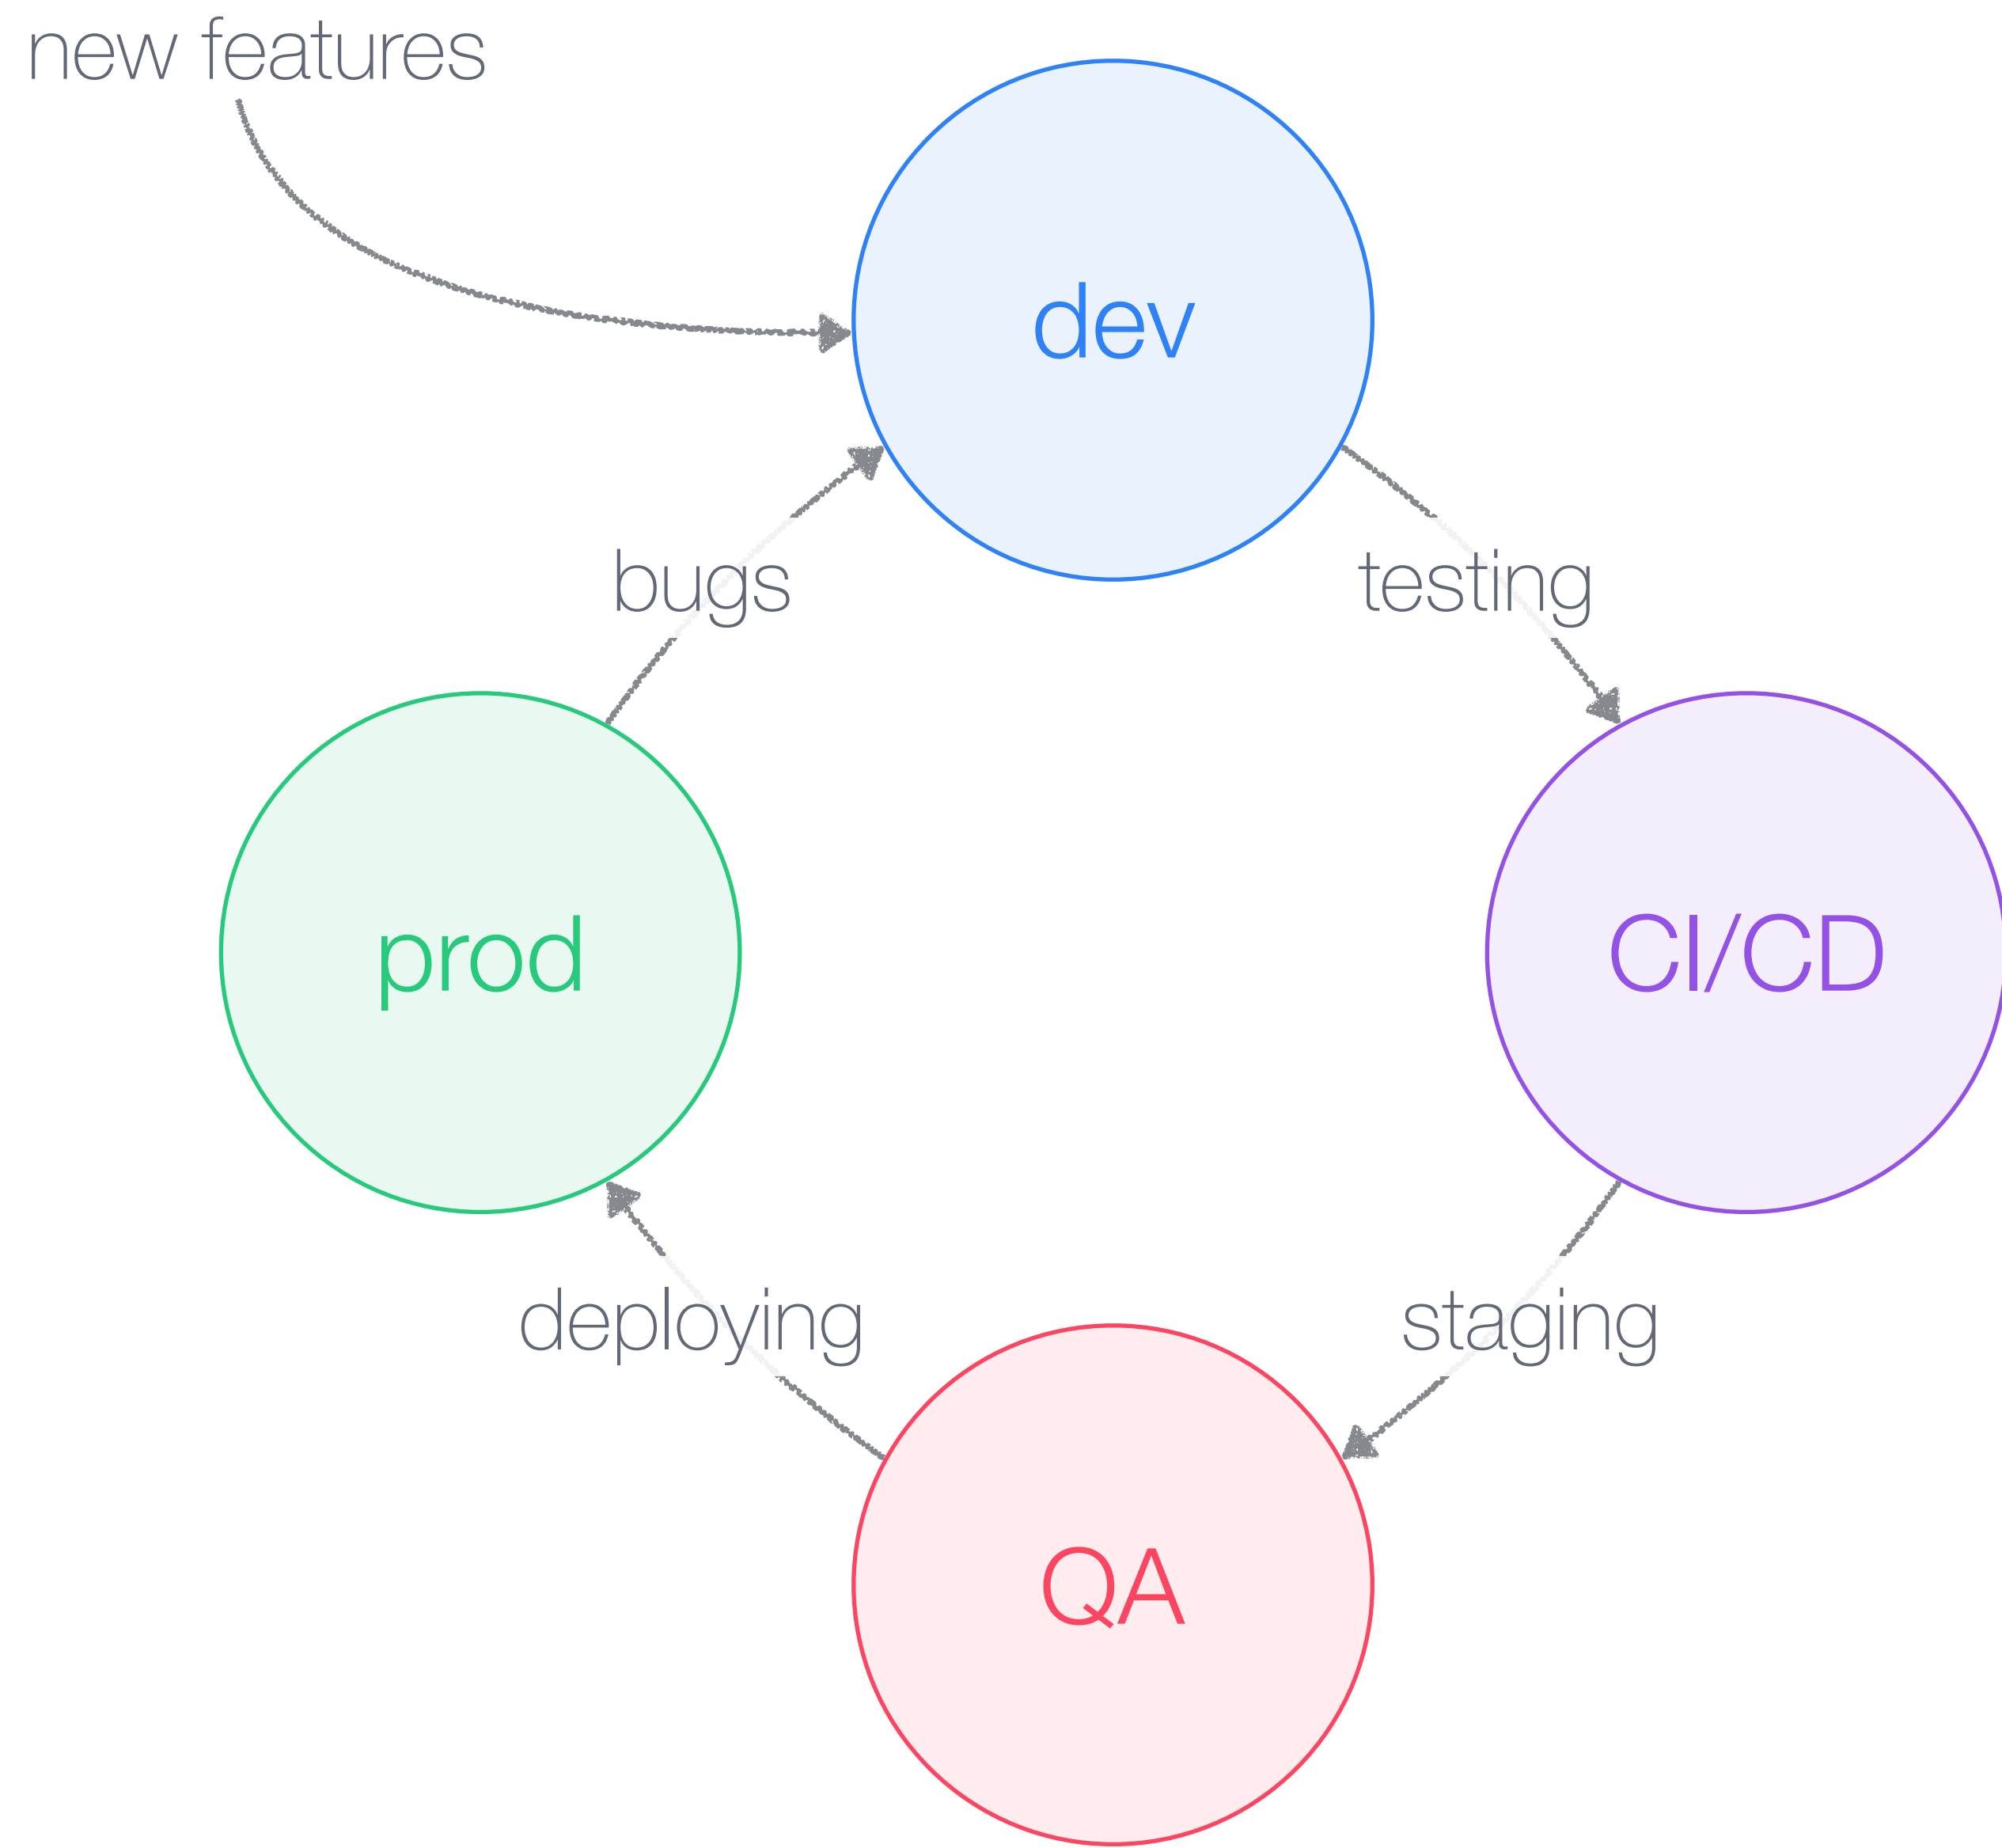 new features
dev
bugs
testing
prod
CI/CD
deploying
staging
QA